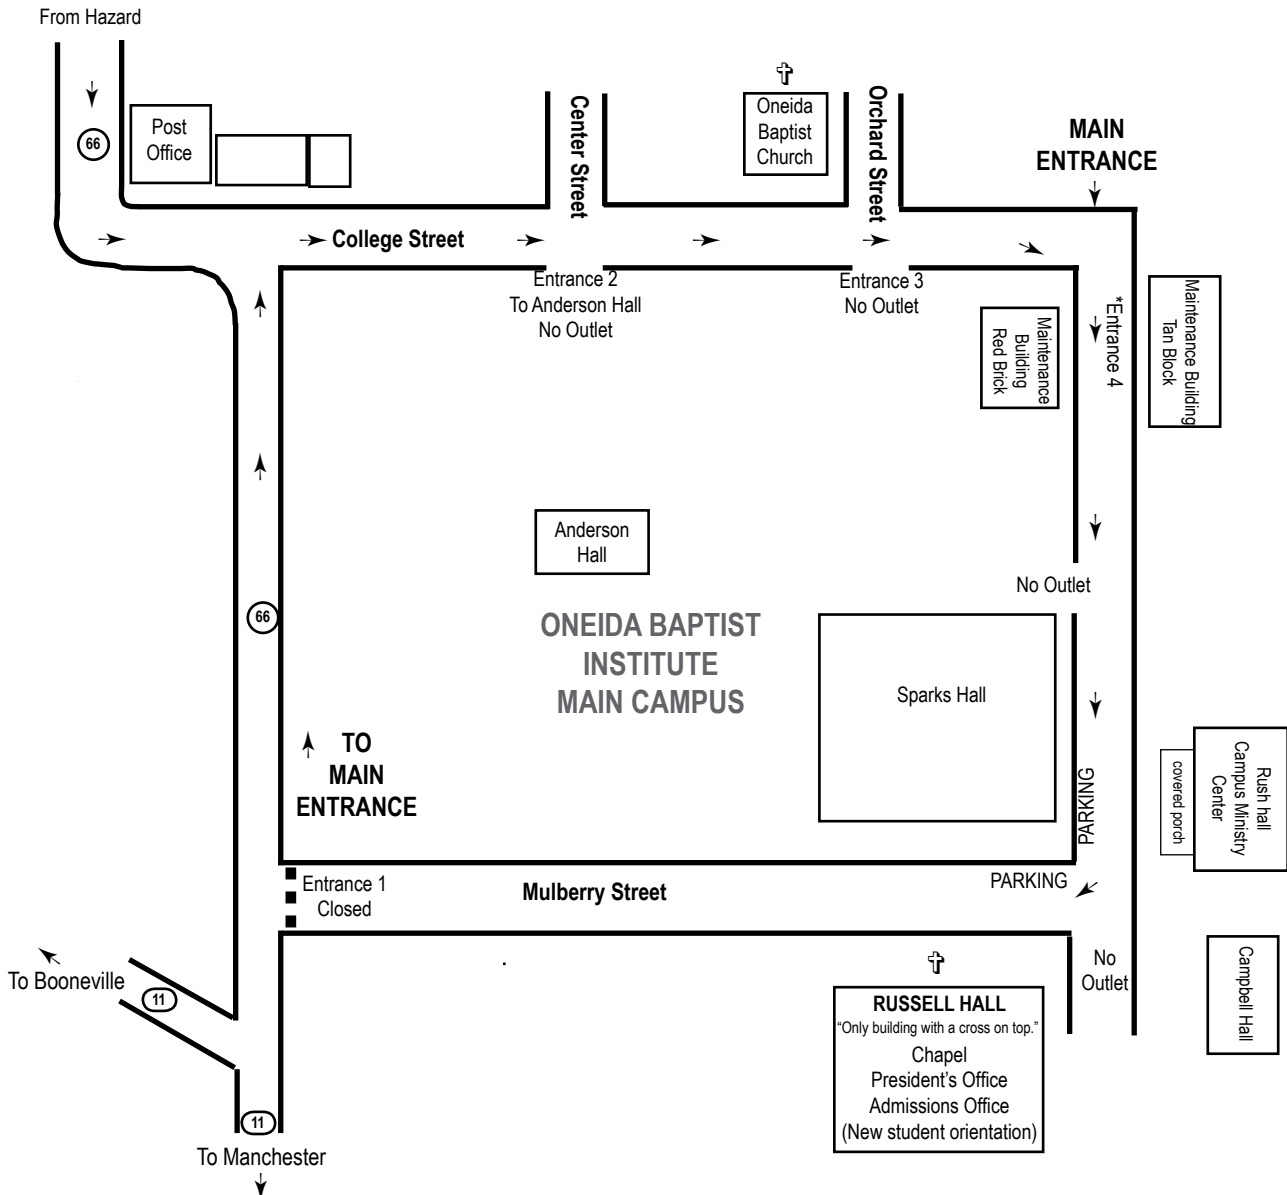 From Hazard
66
Post
Office
Center Street
Oneida
Baptist
Church
Orchard Street
MAIN
ENTRANCE
College Street
Entrance 2
To Anderson Hall
No Outlet
Entrance 3
No Outlet
Maintenance
Building
Red Brick
*Entrance 4
Maintenance Building
Tan Block
Anderson
Hall
No Outlet
66
ONEIDA BAPTIST
INSTITUTE
MAIN CAMPUS
Sparks Hall
TO
MAIN
ENTRANCE
PARKING
Rush hall
Campus Ministry
Center
covered porch
Entrance 1
Closed
Mulberry Street
PARKING
To Booneville
11
No
Outlet
Campbell Hall
RUSSELL HALL
"Only building with a cross on top."
Chapel
President's Office
Admissions Office
(New student orientation)
11
To Manchester